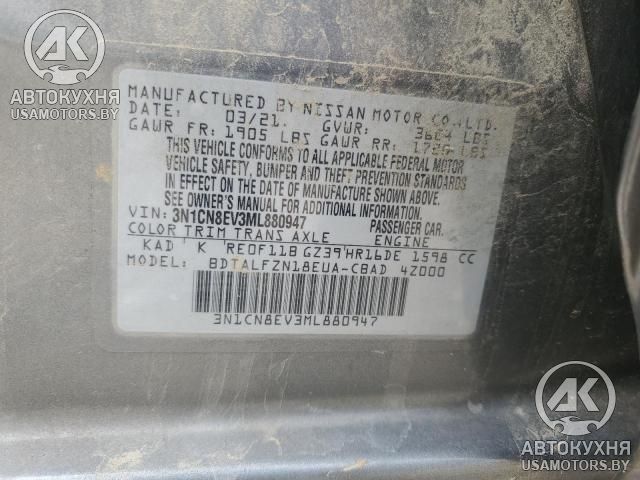 АК
АВТОКУХНЯ
USAMOTORS.BY
MANUFACTURED BY NISSAN MOTOR CO.,LTD.
DATE: 03/21 GVWR: 3604 LBS
GAWR FR: 1905 LBS GAWR RR: 1720 LBS
THIS VEHICLE CONFORMS TO ALL APPLICABLE FEDERAL MOTOR
VEHICLE SAFETY, BUMPER AND THEFT PREVENTION STANDARDS
IN EFFECT ON THE DATE OF MANUFACTURE SHOWN ABOVE.
SEE OWNER'S MANUAL FOR ADDITIONAL INFORMATION.
VIN: 3N1CN8EV3ML880947 PASSENGER CAR
COLOR TRIM TRANS AXLE ENGINE
KAD K RE0F11B GZ39 HR16DE 1598 CC
MODEL: BDTALFZN18EUA-CBAD 4Z000
3N1CN8EV3ML880947
АК
АВТОКУХНЯ
USAMOTORS.BY